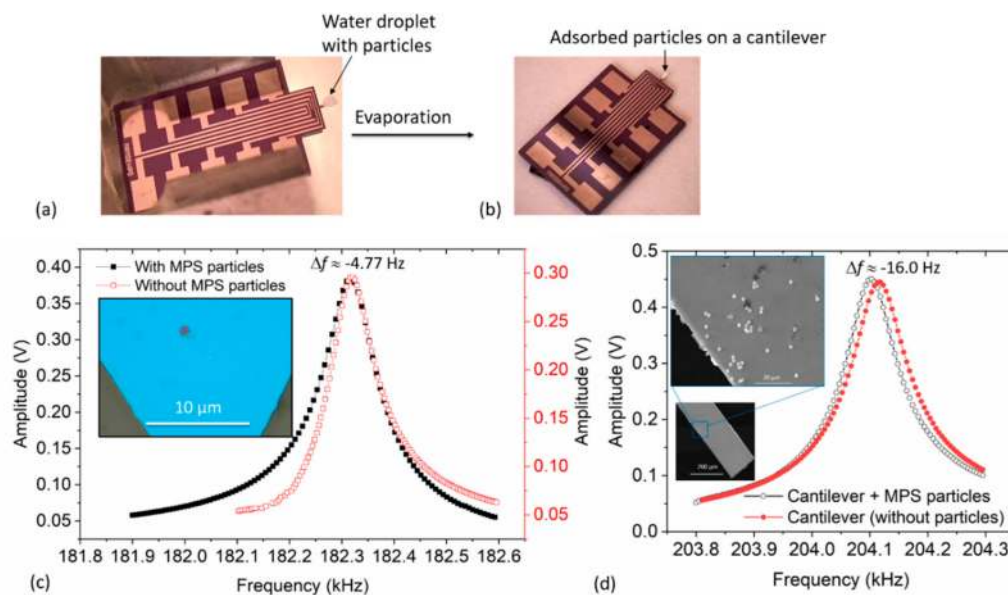 Water droplet
with particles
Adsorbed particles on a cantilever
Evaporation
(a)
(b)
Δf ≈ -4.77 Hz
With MPS particles
Without MPS particles
10 μm
0.40
0.35
0.30
0.25
0.20
0.15
0.10
0.05
Amplitude (V)
0.30
0.25
0.20
0.15
0.10
0.05
Amplitude (V)
181.8 181.9 182.0 182.1 182.2 182.3 182.4 182.5 182.6
Frequency (kHz)
(c)
Δf ≈ -16.0 Hz
0.5
0.4
0.3
0.2
0.1
0.0
Amplitude (V)
Cantilever + MPS particles
Cantilever (without particles)
203.8 203.9 204.0 204.1 204.2 204.3
Frequency (kHz)
(d)